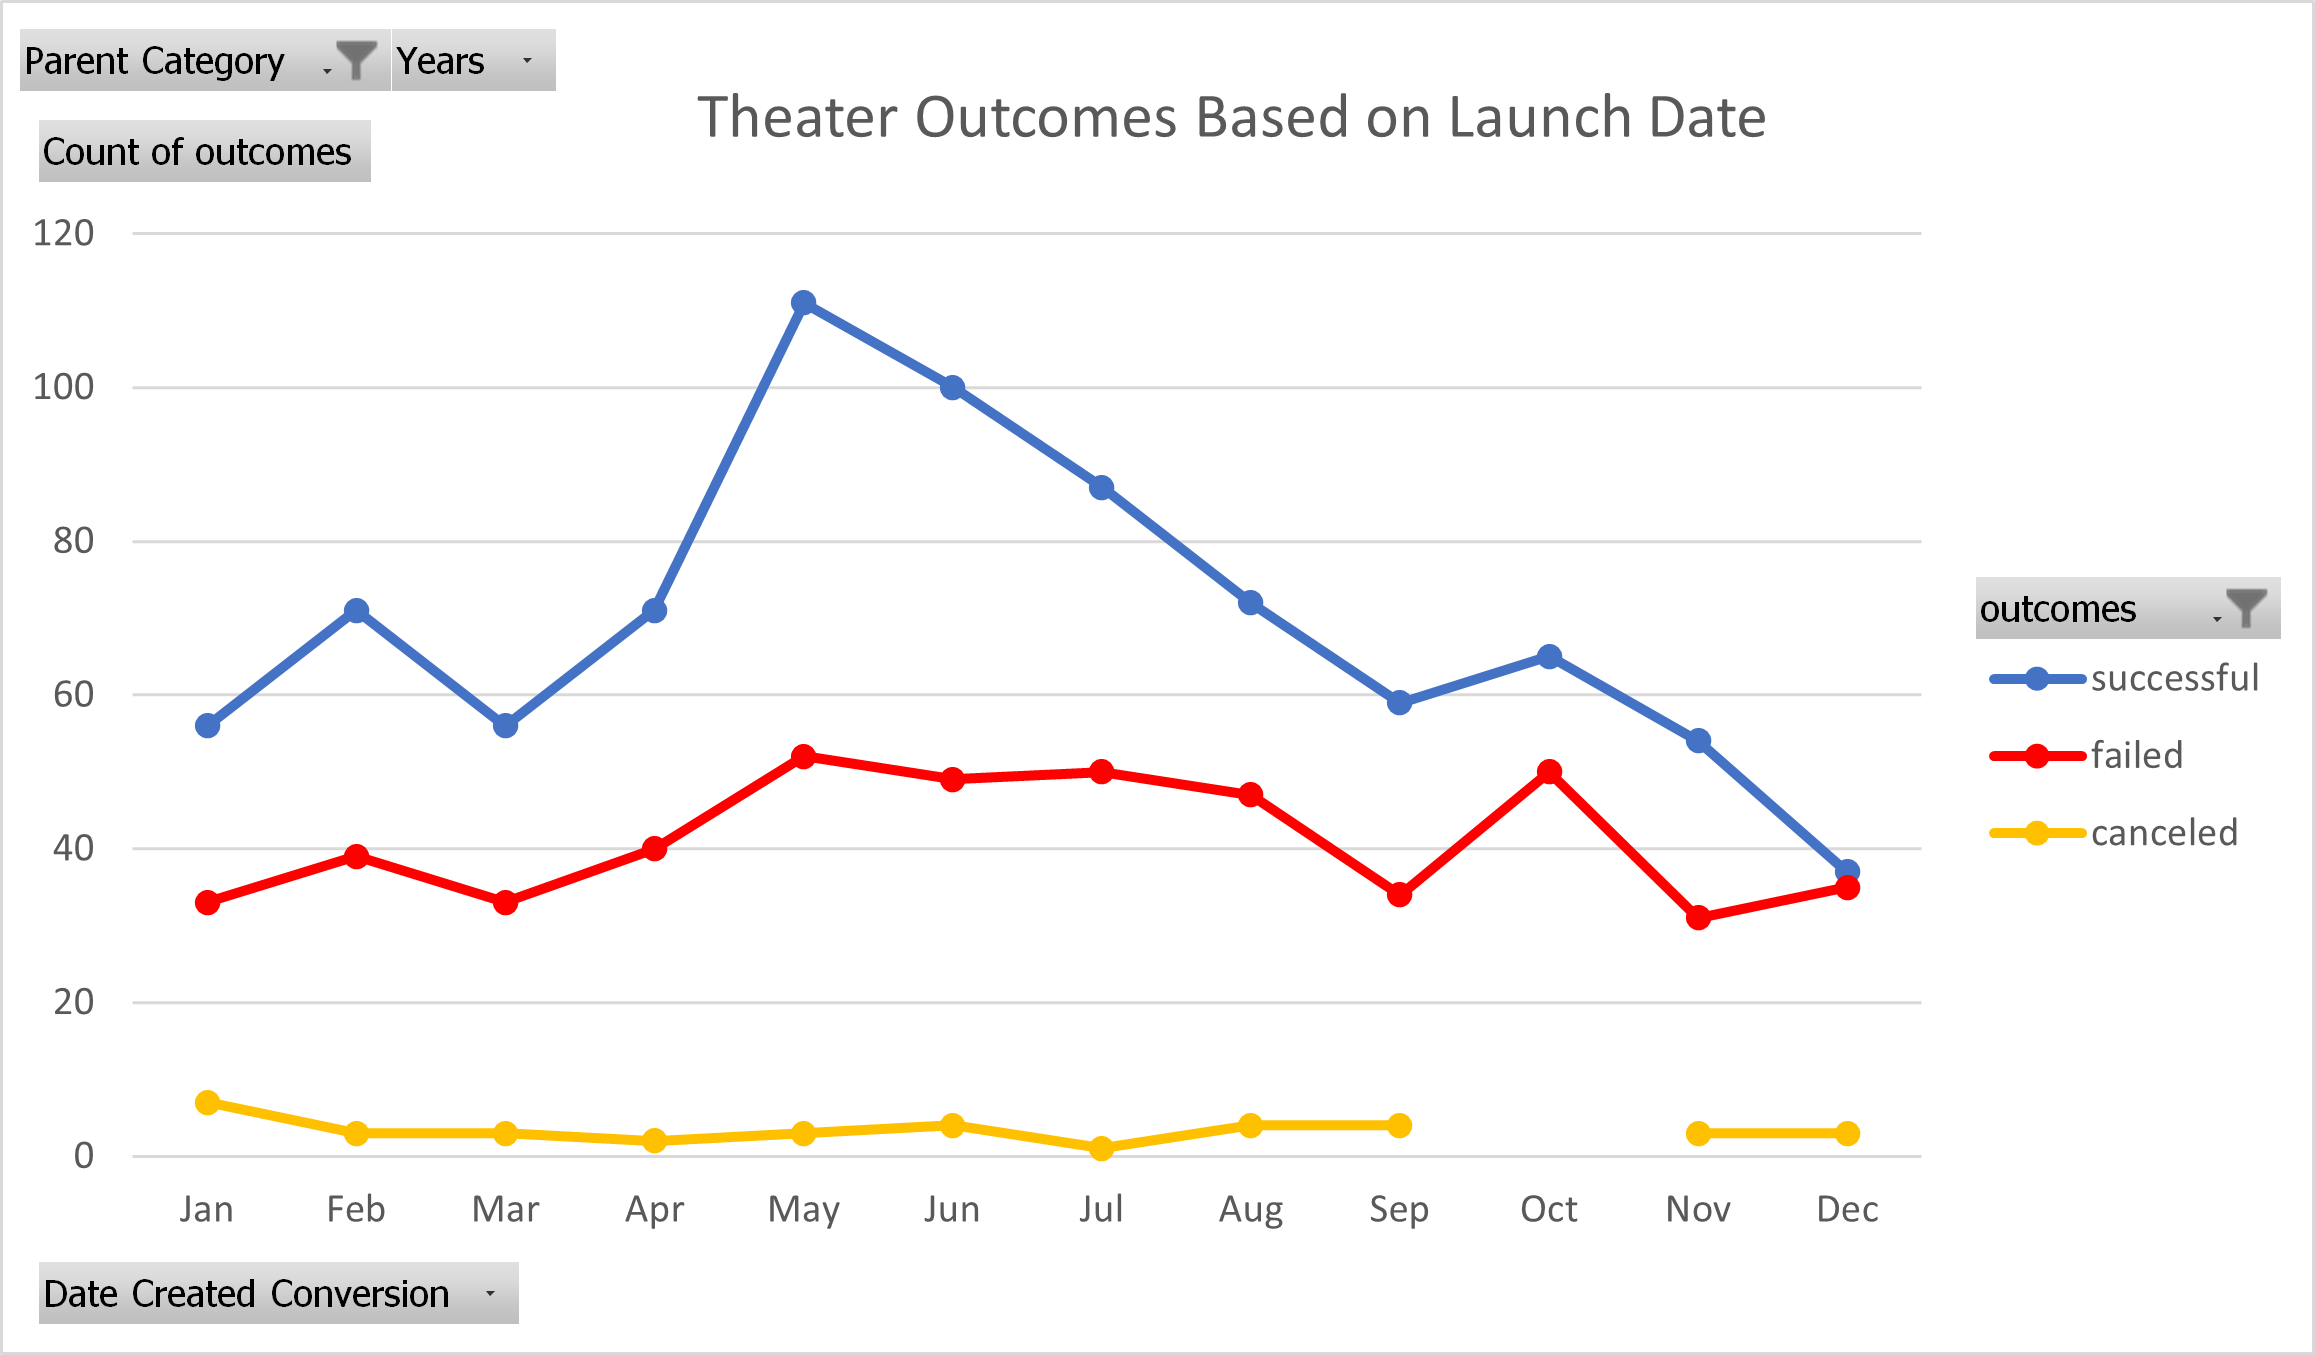 Parent Category Years
Theater Outcomes Based on Launch Date
Count of outcomes
120
100
80
60
40
20
0
outcomes
successful
failed
canceled
Jan Feb Mar Apr May Jun Jul Aug Sep Oct Nov Dec
Date Created Conversion